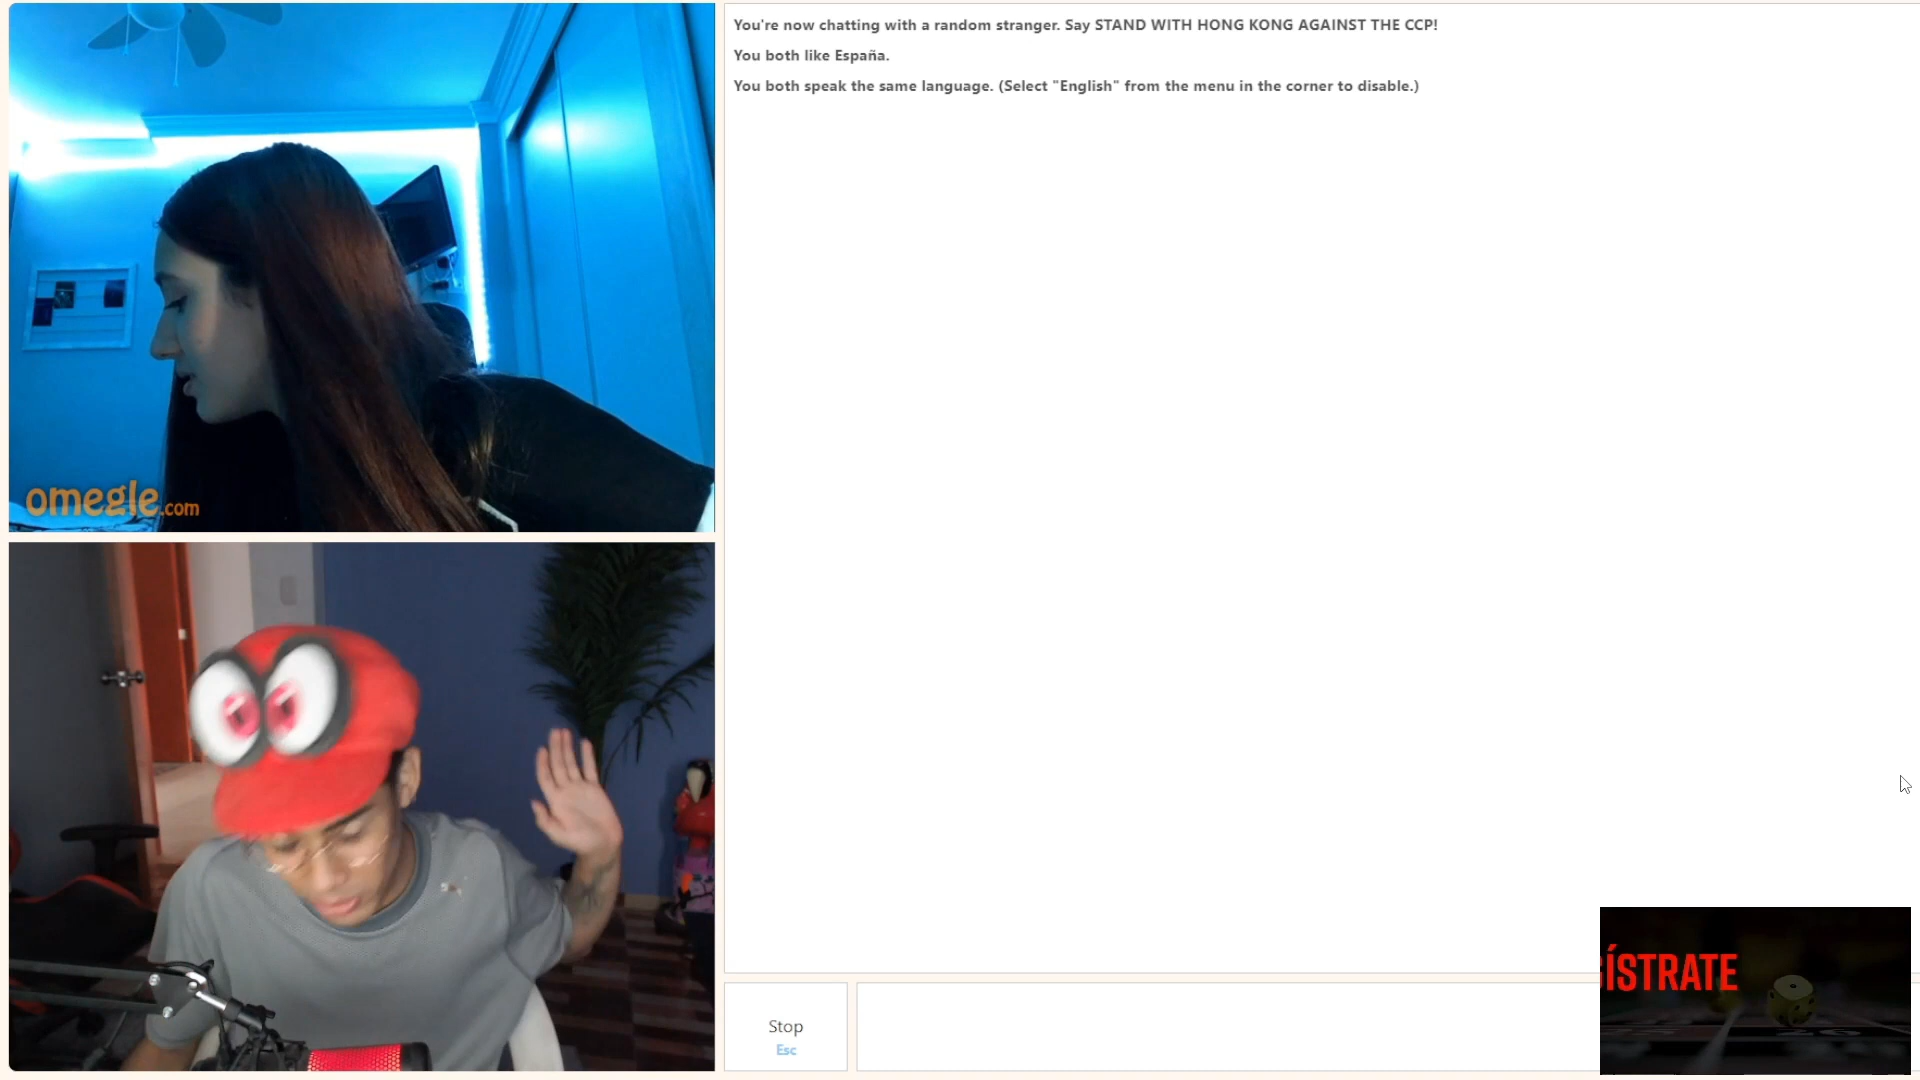 You're now chatting with a random stranger. Say STAND WITH HONG KONG AGAINST THE CCP!
You both like España.
You both speak the same language. (Select "English" from the menu in the corner to disable.)
omegle.com
Stop
Esc
ÍSTRATE